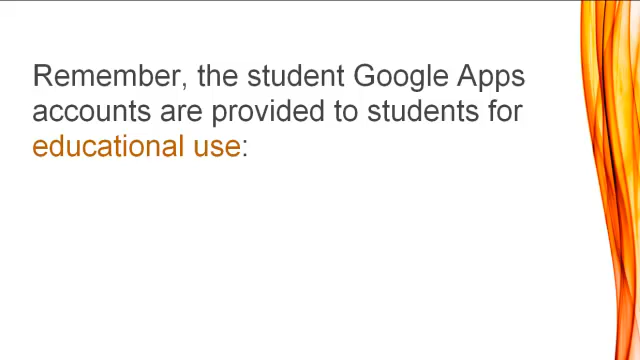 Remember, the student Google Apps
accounts are provided to students for
educational use: